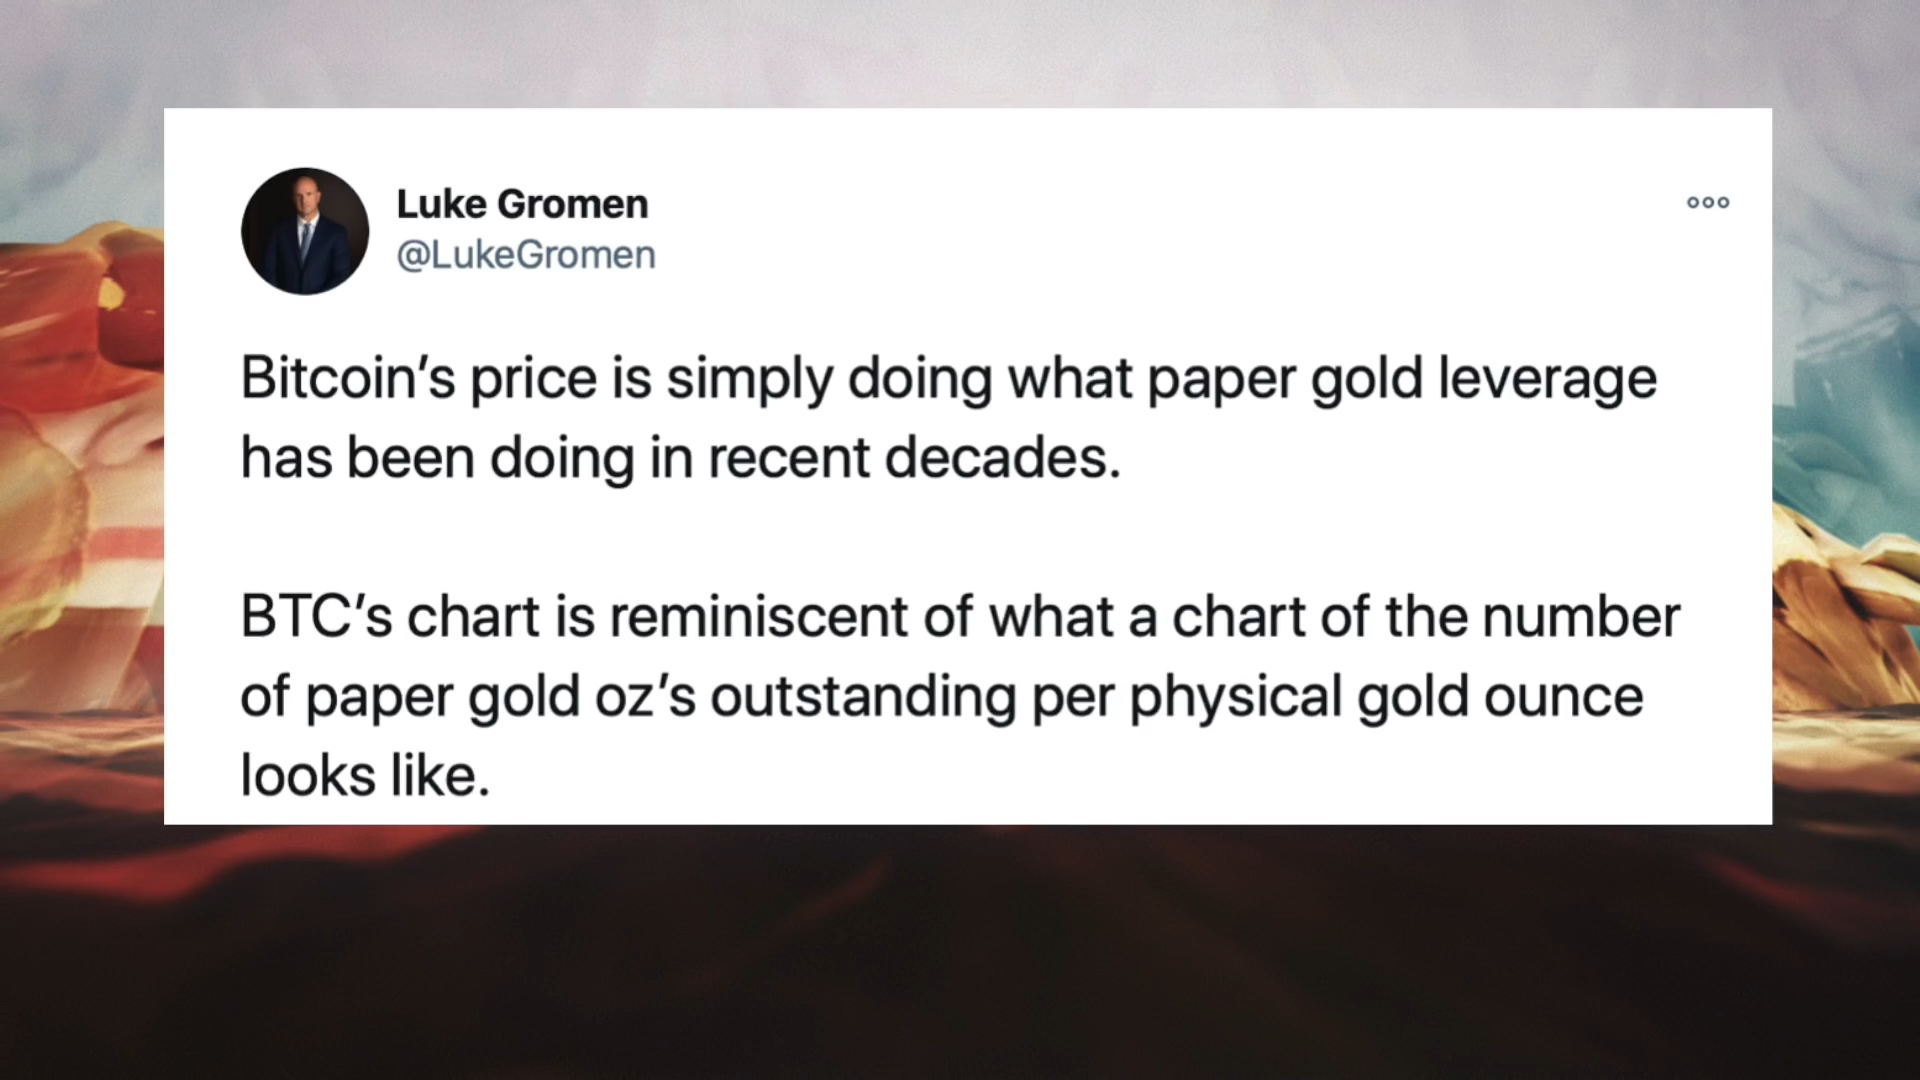 Luke Gromen
@LukeGromen
Bitcoin’s price is simply doing what paper gold leverage
has been doing in recent decades.
BTC’s chart is reminiscent of what a chart of the number
of paper gold oz’s outstanding per physical gold ounce
looks like.